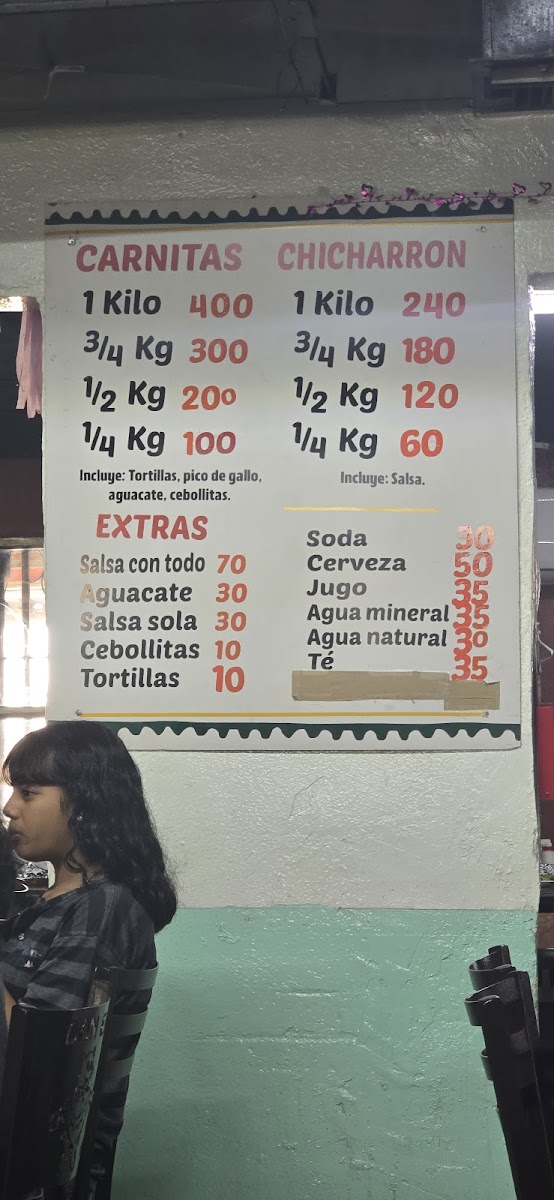 CARNITAS
1 Kilo 400
3/4 Kg 300
1/2 Kg 200
1/4 Kg 100
Incluye: Tortillas, pico de gallo,
aguacate, cebollitas.
CHICHARRON
1 Kilo 240
3/4 Kg 180
1/2 Kg 120
1/4 Kg 60
Incluye: Salsa.
EXTRAS
Salsa con todo 70
Aguacate 30
Salsa sola 30
Cebollitas 10
Tortillas 10
Soda 30
Cerveza 50
Jugo 35
Agua mineral 35
Agua natural 30
Té 35